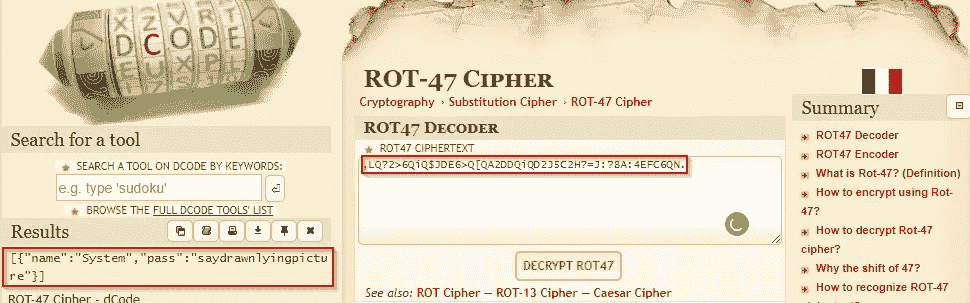 DCODE
EUXPL
Search for a tool
SEARCH A TOOL ON DCODE BY KEYWORDS:
e.g. type 'sudoku'
BROWSE THE FULL DCODE TOOLS' LIST
Results
[{"name":"System","pass":"saydrawnlyingpictu
re"}]
ROT-47 Cipher - dCode
ROT-47 CIPHER
Cryptography › Substitution Cipher › ROT-47 Cipher
ROT47 DECODER
ROT47 CIPHERTEXT
,LQ?2>6QiQ$JDE6>Q[QA2DDQiQD2J5C2H?=J:?8A:4EFC6QN.
DECRYPT ROT47
See also: ROT Cipher – ROT-13 Cipher – Caesar Cipher
Summary
ROT47 Decoder
ROT47 Encoder
What is Rot-47? (Definition)
How to encrypt using Rot-
47?
How to decrypt Rot-47
cipher?
Why the shift of 47?
How to recognize ROT-47